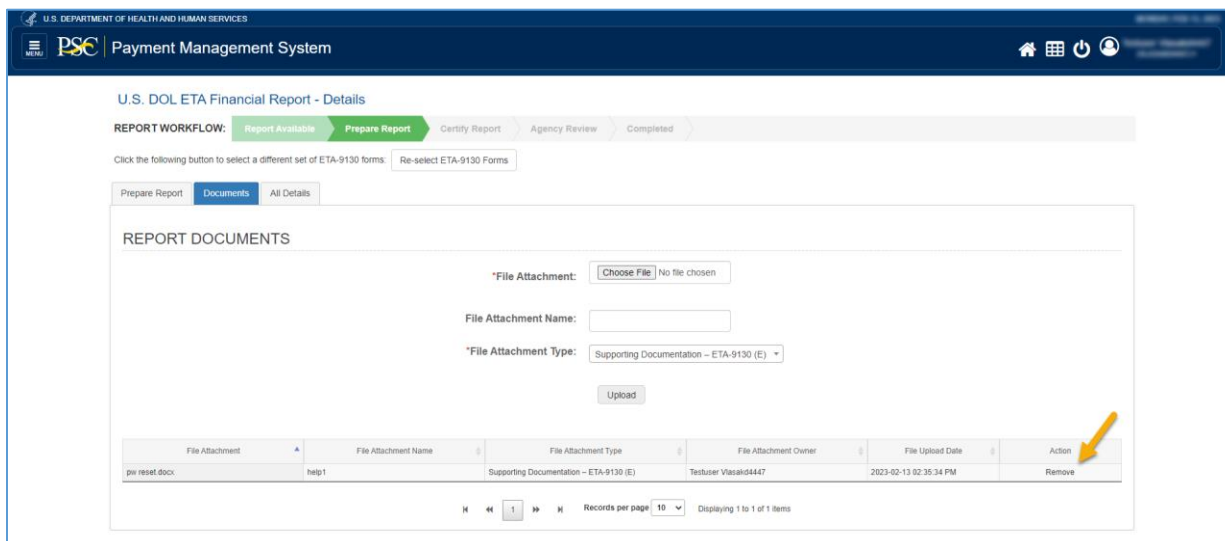 U.S. DEPARTMENT OF HEALTH AND HUMAN SERVICES
MENU PSC Payment Management System
U.S. DOL ETA Financial Report - Details
REPORT WORKFLOW: Report Available Prepare Report Certify Report Agency Review Completed
Click the following button to select a different set of ETA-9130 forms: Re-select ETA-9130 Forms
Prepare Report Documents All Details
REPORT DOCUMENTS
*File Attachment: Choose File No file chosen
File Attachment Name:
*File Attachment Type: Supporting Documentation – ETA-9130 (E)
Upload
File Attachment File Attachment Name File Attachment Type File Attachment Owner File Upload Date Action
pw reset.docx help1 Supporting Documentation – ETA-9130 (E) Testuser Vlasakd4447 2023-02-13 02:35:34 PM Remove
1 Records per page 10 Displaying 1 to 1 of 1 items